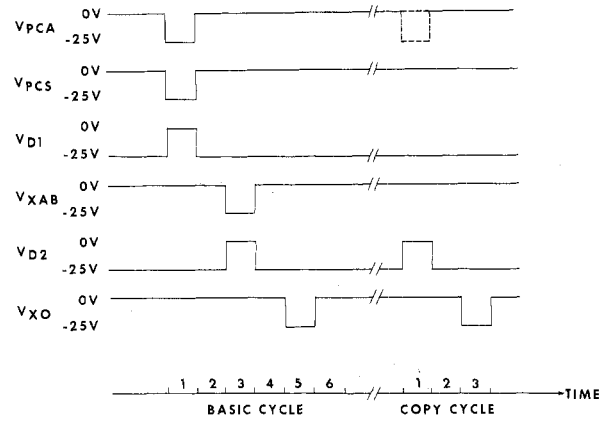 VPCA 0V
-25V
VPCS 0V
-25V
VD1 0V
-25V
VXAB 0V
-25V
VD2 0V
-25V
VXO 0V
-25V
1 2 3 4 5 6 1 2 3
TIME
BASIC CYCLE COPY CYCLE